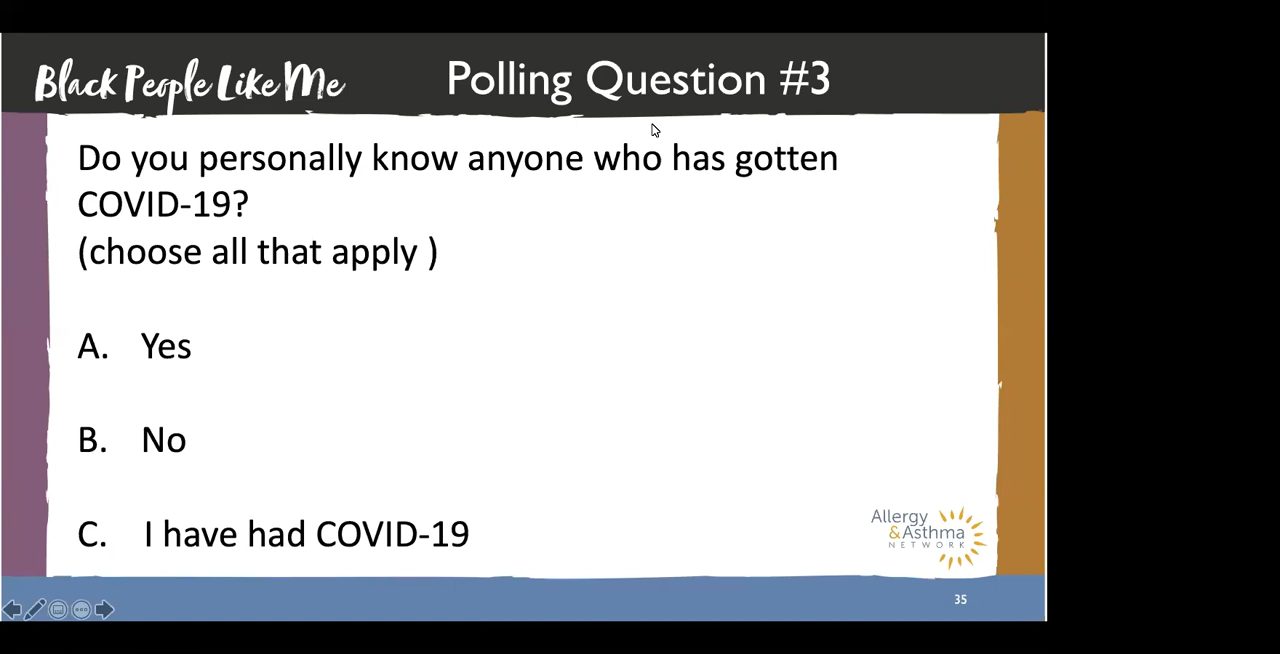 Black People Like Me
Polling Question #3
Do you personally know anyone who has gotten
COVID-19?
(choose all that apply )
A. Yes
B. No
C. I have had COVID-19
Allergy
&Asthma
NETWORK
35